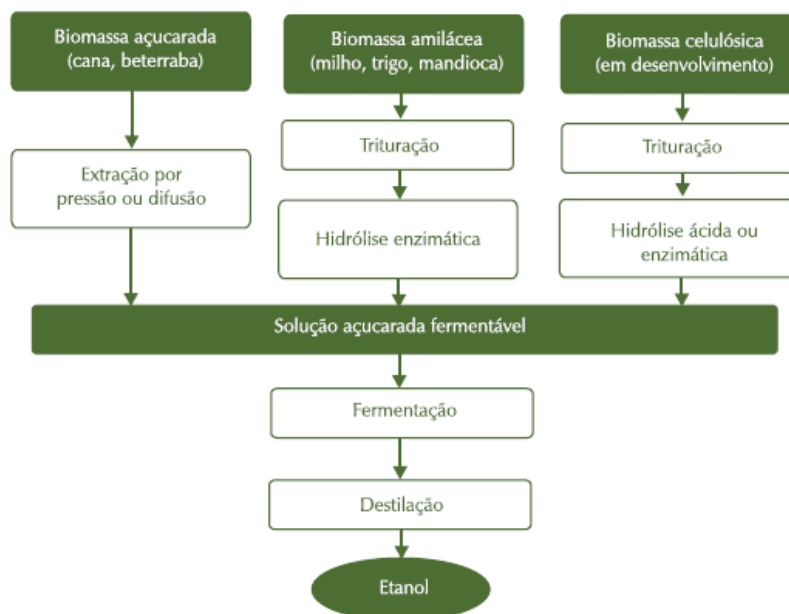 Biomassa açucarada
(cana, beterraba)
Biomassa amilácea
(milho, trigo, mandioca)
Biomassa celulósica
(em desenvolvimento)
Extração por
pressão ou difusão
Trituração
Hidrólise enzimática
Trituração
Hidrólise ácida ou
enzimática
Solução açucarada fermentável
Fermentação
Destilação
Etanol